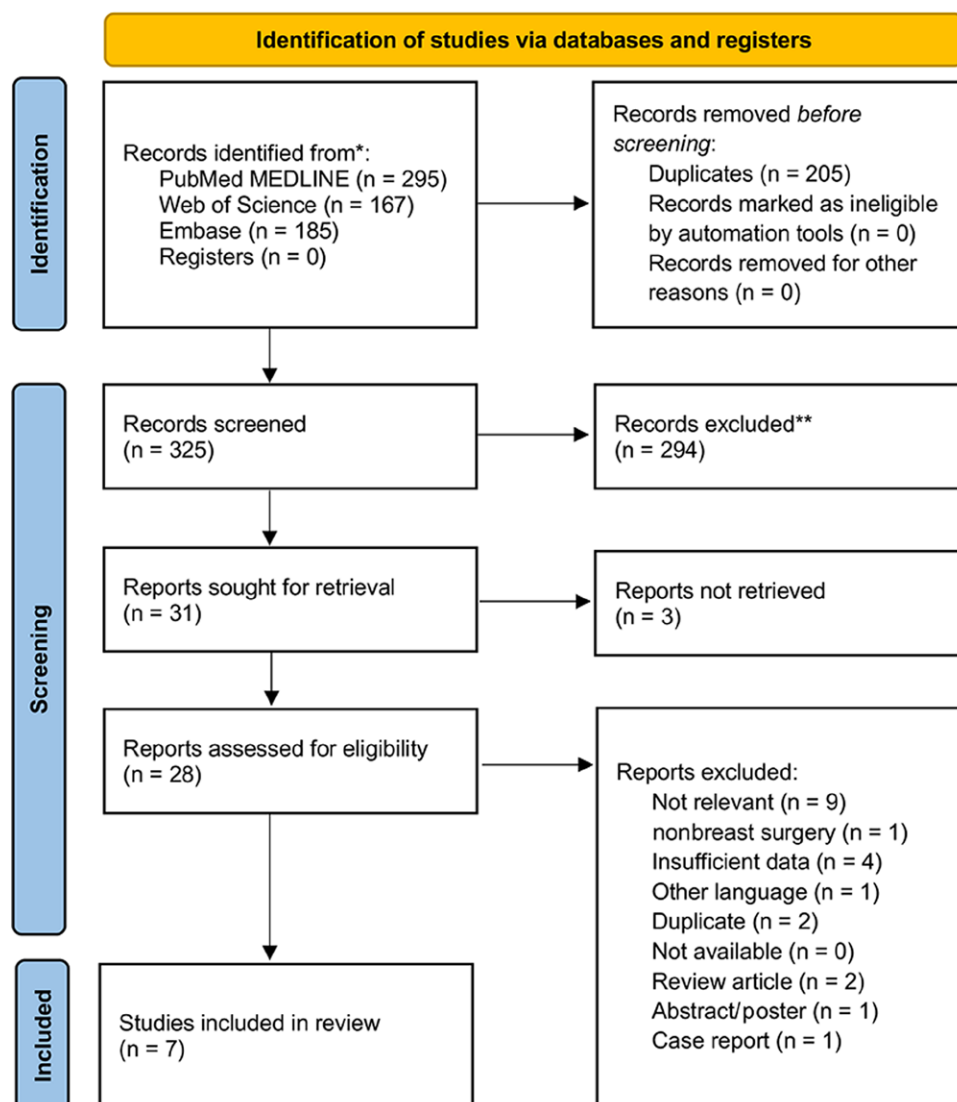 Identification of studies via databases and registers
Identification
Records identified from*:
PubMed MEDLINE (n = 295)
Web of Science (n = 167)
Embase (n = 185)
Registers (n = 0)
Records removed before
screening:
Duplicates (n = 205)
Records marked as ineligible
by automation tools (n = 0)
Records removed for other
reasons (n = 0)
Screening
Records screened
(n = 325)
Records excluded**
(n = 294)
Reports sought for retrieval
(n = 31)
Reports not retrieved
(n = 3)
Reports assessed for eligibility
(n = 28)
Reports excluded:
Not relevant (n = 9)
nonbreast surgery (n = 1)
Insufficient data (n = 4)
Other language (n = 1)
Duplicate (n = 2)
Not available (n = 0)
Review article (n = 2)
Abstract/poster (n = 1)
Case report (n = 1)
Included
Studies included in review
(n = 7)